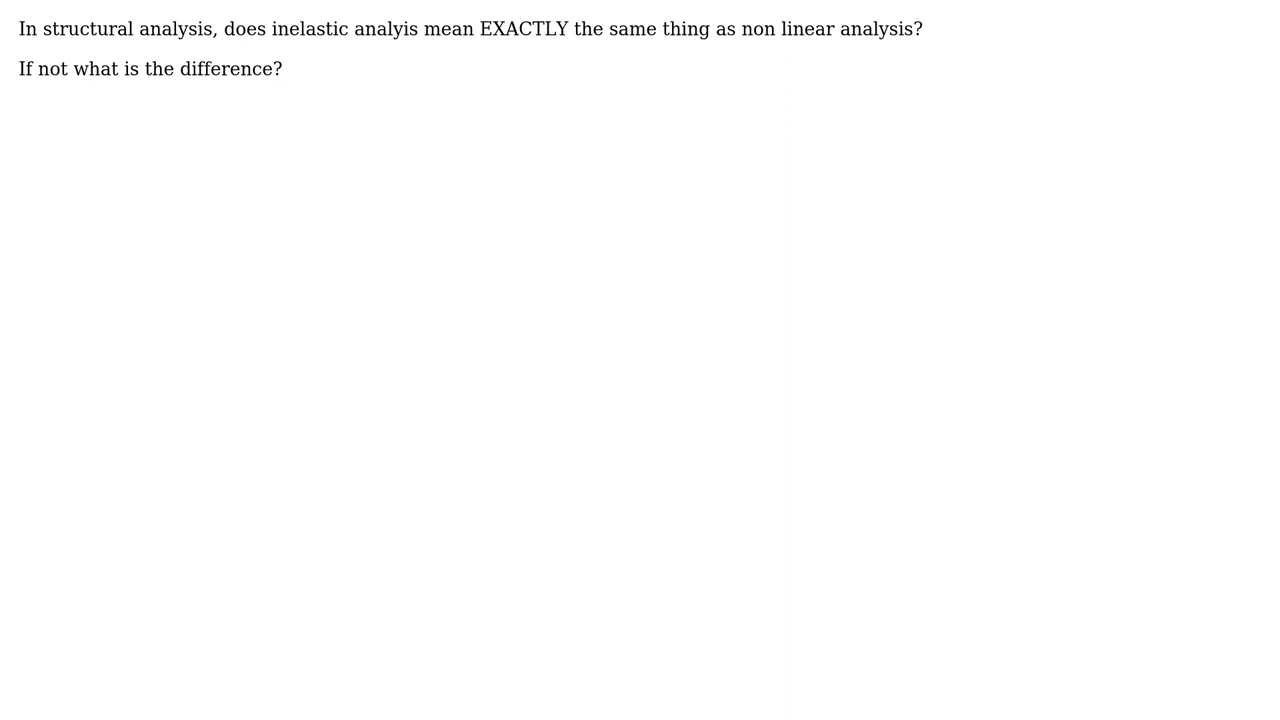 In structural analysis, does inelastic analyis mean EXACTLY the same thing as non linear analysis?
If not what is the difference?